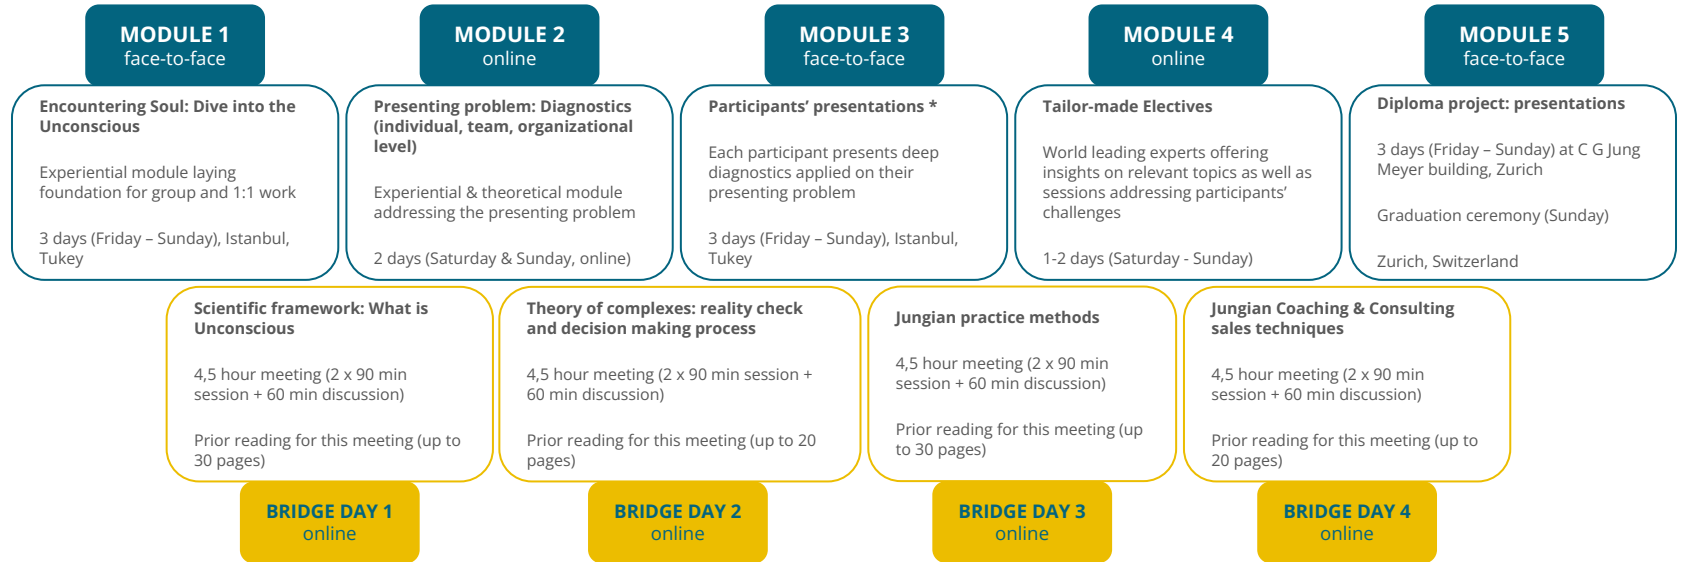 MODULE 1
face-to-face
Encountering Soul: Dive into the
Unconscious
Experiential module laying
foundation for group and 1:1 work
3 days (Friday – Sunday), Istanbul,
Tukey
MODULE 2
online
Presenting problem: Diagnostics
(individual, team, organizational
level)
Experiential & theoretical module
addressing the presenting problem
2 days (Saturday & Sunday, online)
MODULE 3
face-to-face
Participants’ presentations *
Each participant presents deep
diagnostics applied on their
presenting problem
3 days (Friday – Sunday), Istanbul,
Tukey
MODULE 4
online
Tailor-made Electives
World leading experts offering
insights on relevant topics as well as
sessions addressing participants’
challenges
1-2 days (Saturday - Sunday)
MODULE 5
face-to-face
Diploma project: presentations
3 days (Friday – Sunday) at C G Jung
Meyer building, Zurich
Graduation ceremony (Sunday)
Zurich, Switzerland
Scientific framework: What is
Unconscious
4,5 hour meeting (2 x 90 min
session + 60 min discussion)
Prior reading for this meeting (up to
30 pages)
BRIDGE DAY 1
online
Theory of complexes: reality check
and decision making process
4,5 hour meeting (2 x 90 min session +
60 min discussion)
Prior reading for this meeting (up to 20
pages)
BRIDGE DAY 2
online
Jungian practice methods
4,5 hour meeting (2 x 90 min
session + 60 min discussion)
Prior reading for this meeting (up
to 30 pages)
BRIDGE DAY 3
online
Jungian Coaching & Consulting
sales techniques
4,5 hour meeting (2 x 90 min
session + 60 min discussion)
Prior reading for this meeting (up to
20 pages)
BRIDGE DAY 4
online